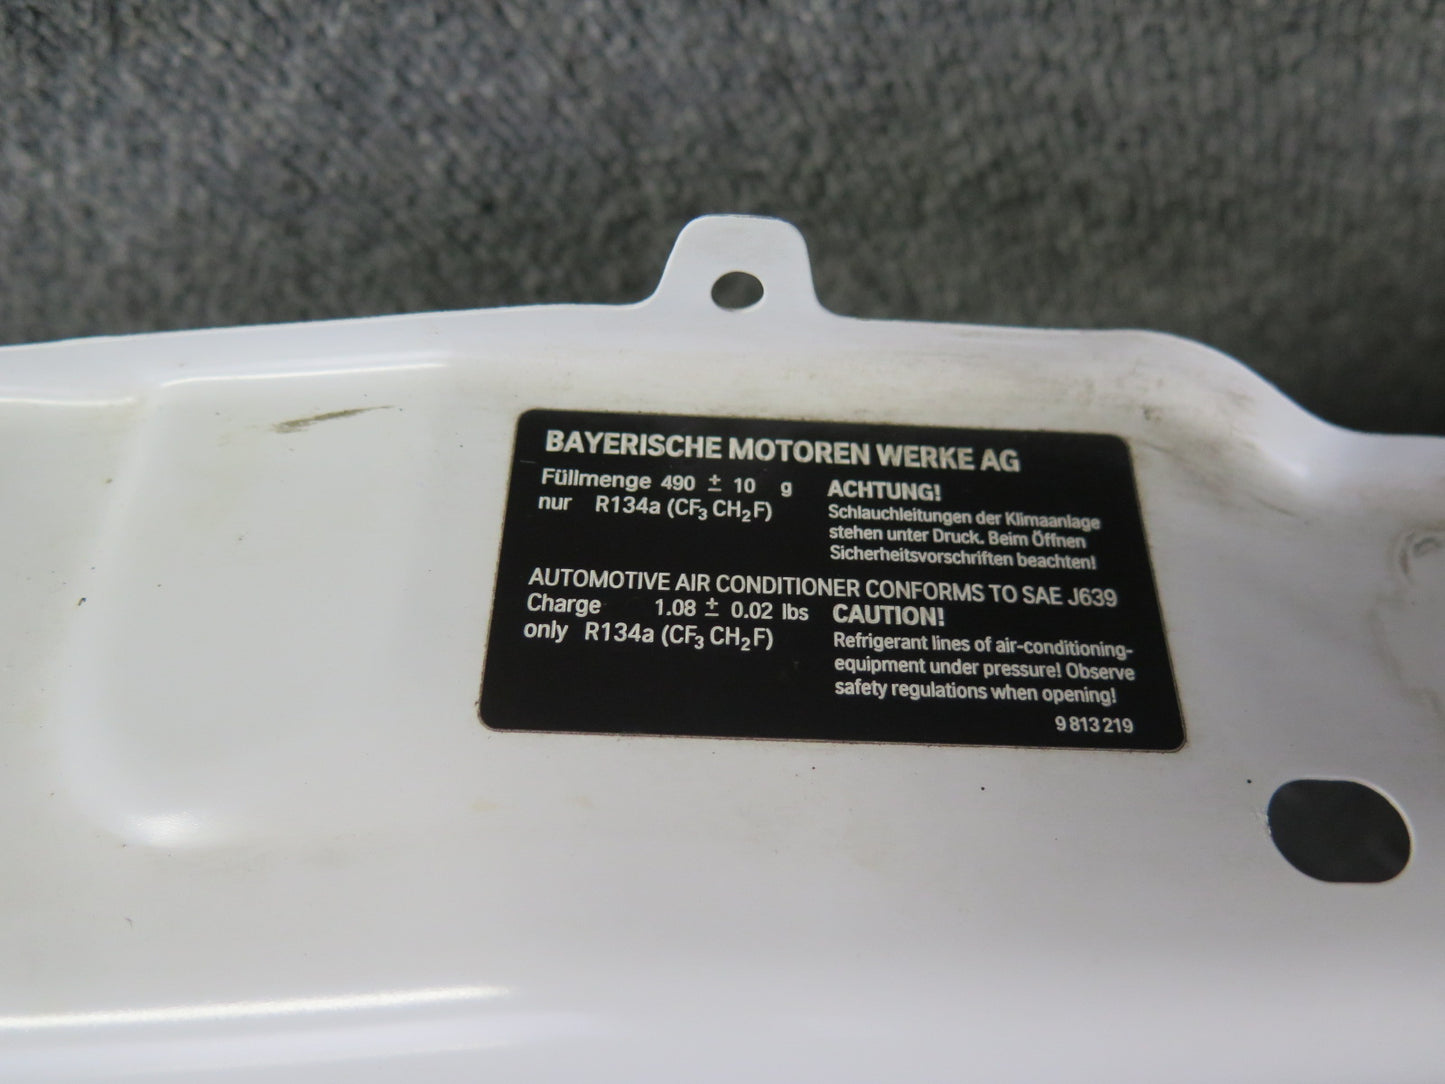 BAYERISCHE MOTOREN WERKE AG
Füllmenge 490 ± 10 g
nur R134a (CF₃ CH₂F)
ACHTUNG!
Schlauchleitungen der Klimaanlage
stehen unter Druck. Beim Öffnen
Sicherheitsvorschriften beachten!
AUTOMOTIVE AIR CONDITIONER CONFORMS TO SAE J639
Charge 1.08 ± 0.02 lbs
only R134a (CF₃ CH₂F)
CAUTION!
Refrigerant lines of air-conditioning-
equipment under pressure! Observe
safety regulations when opening!
9 813 219